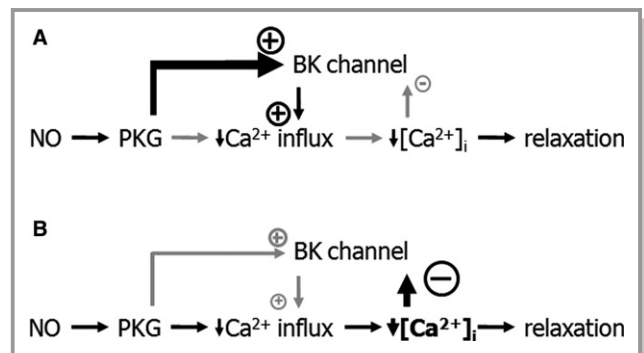 A
⊕
BK channel
⊕ ⊖
NO → PKG → ↓Ca²⁺ influx → ↓[Ca²⁺]ᵢ → relaxation
B
⊕
BK channel ⊖
⊕
NO → PKG → ↓Ca²⁺ influx → ↓[Ca²⁺]ᵢ → relaxation